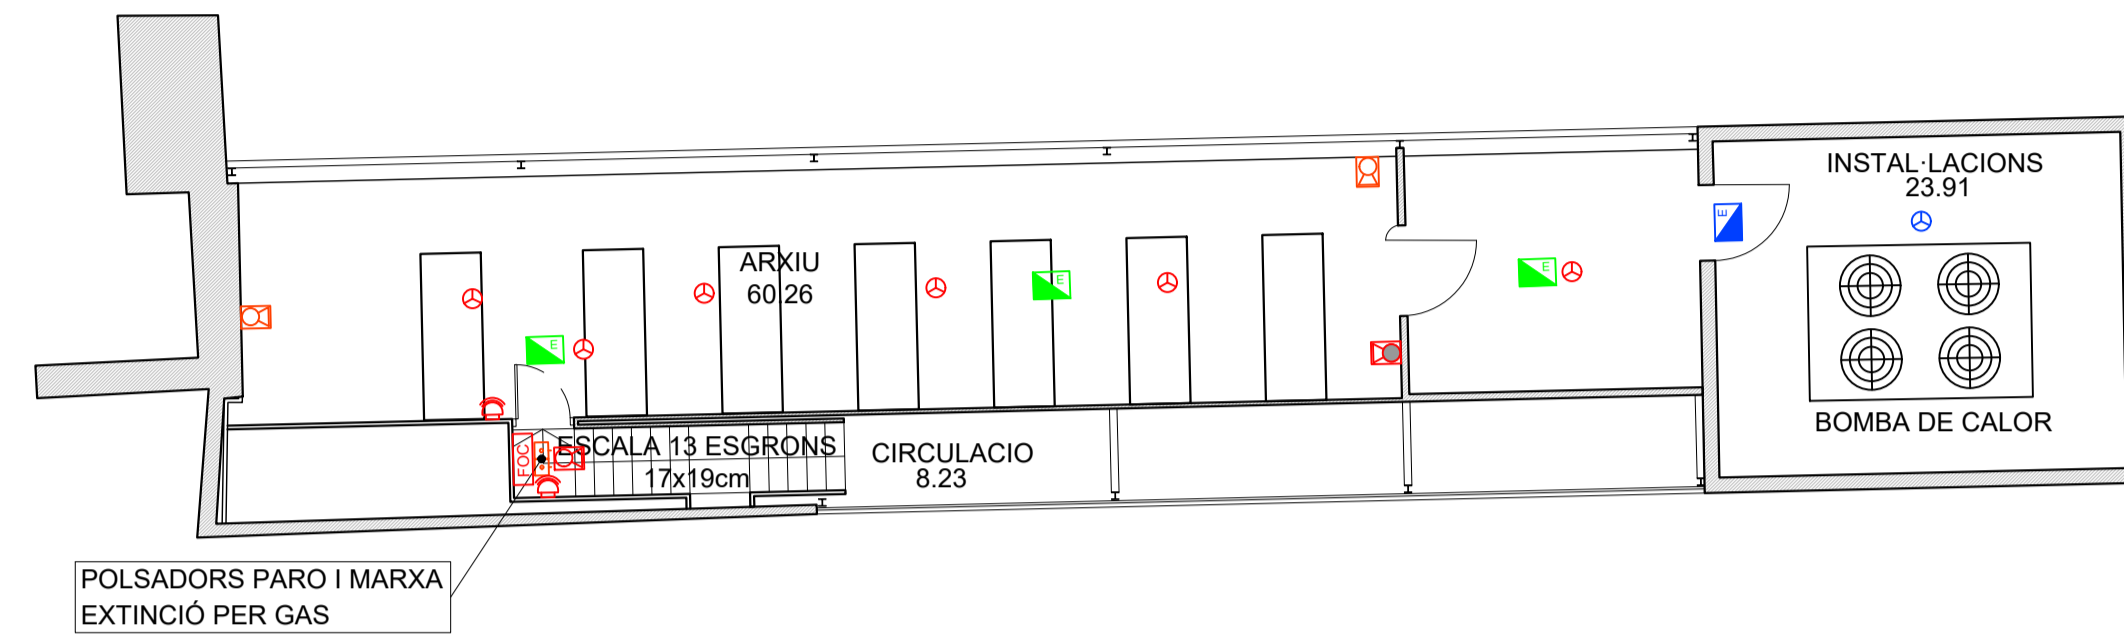 INSTAL·LACIONS
23.91
E
ARXIU
60.26
E
E
E
BOMBA DE CALOR
FOC
ESCALA 13 ESGRONS
17x19cm
CIRCULACIO
8.23
POLSADORS PARO I MARXA
EXTINCIÓ PER GAS